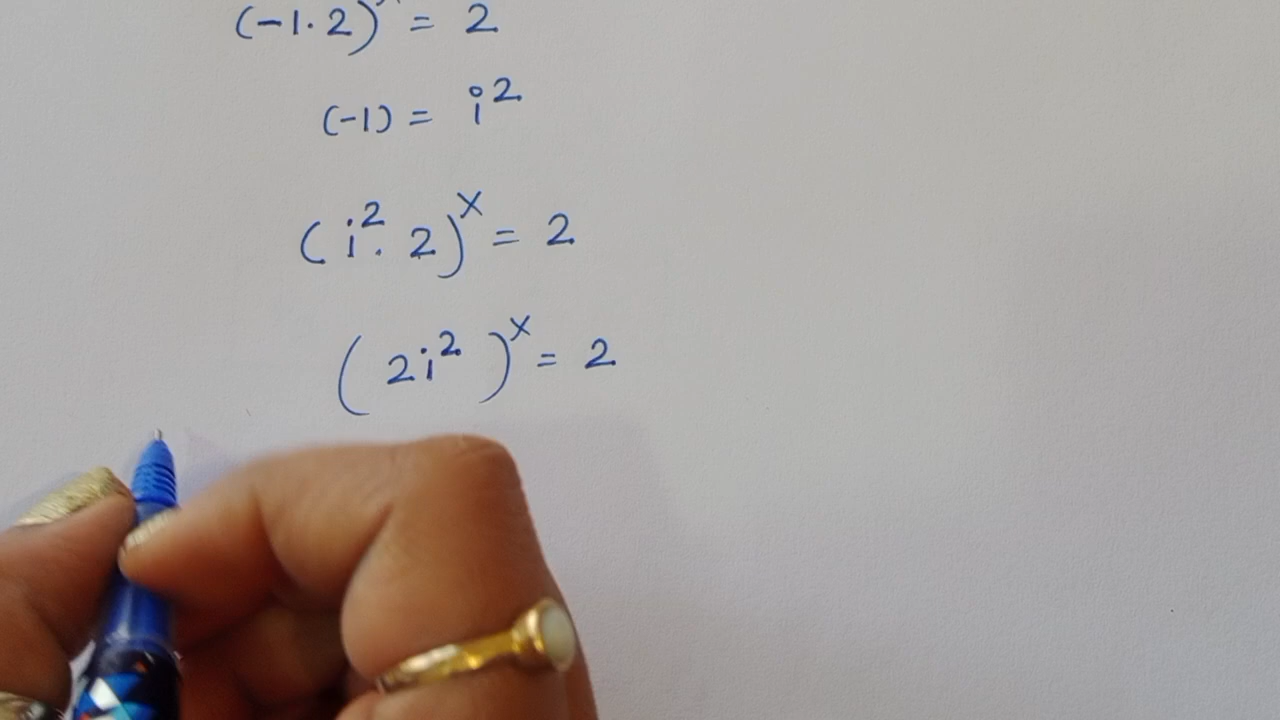 (-1.2)ˣ = 2
(-1) = i²
(i².2)ˣ = 2
(2i²)ˣ = 2